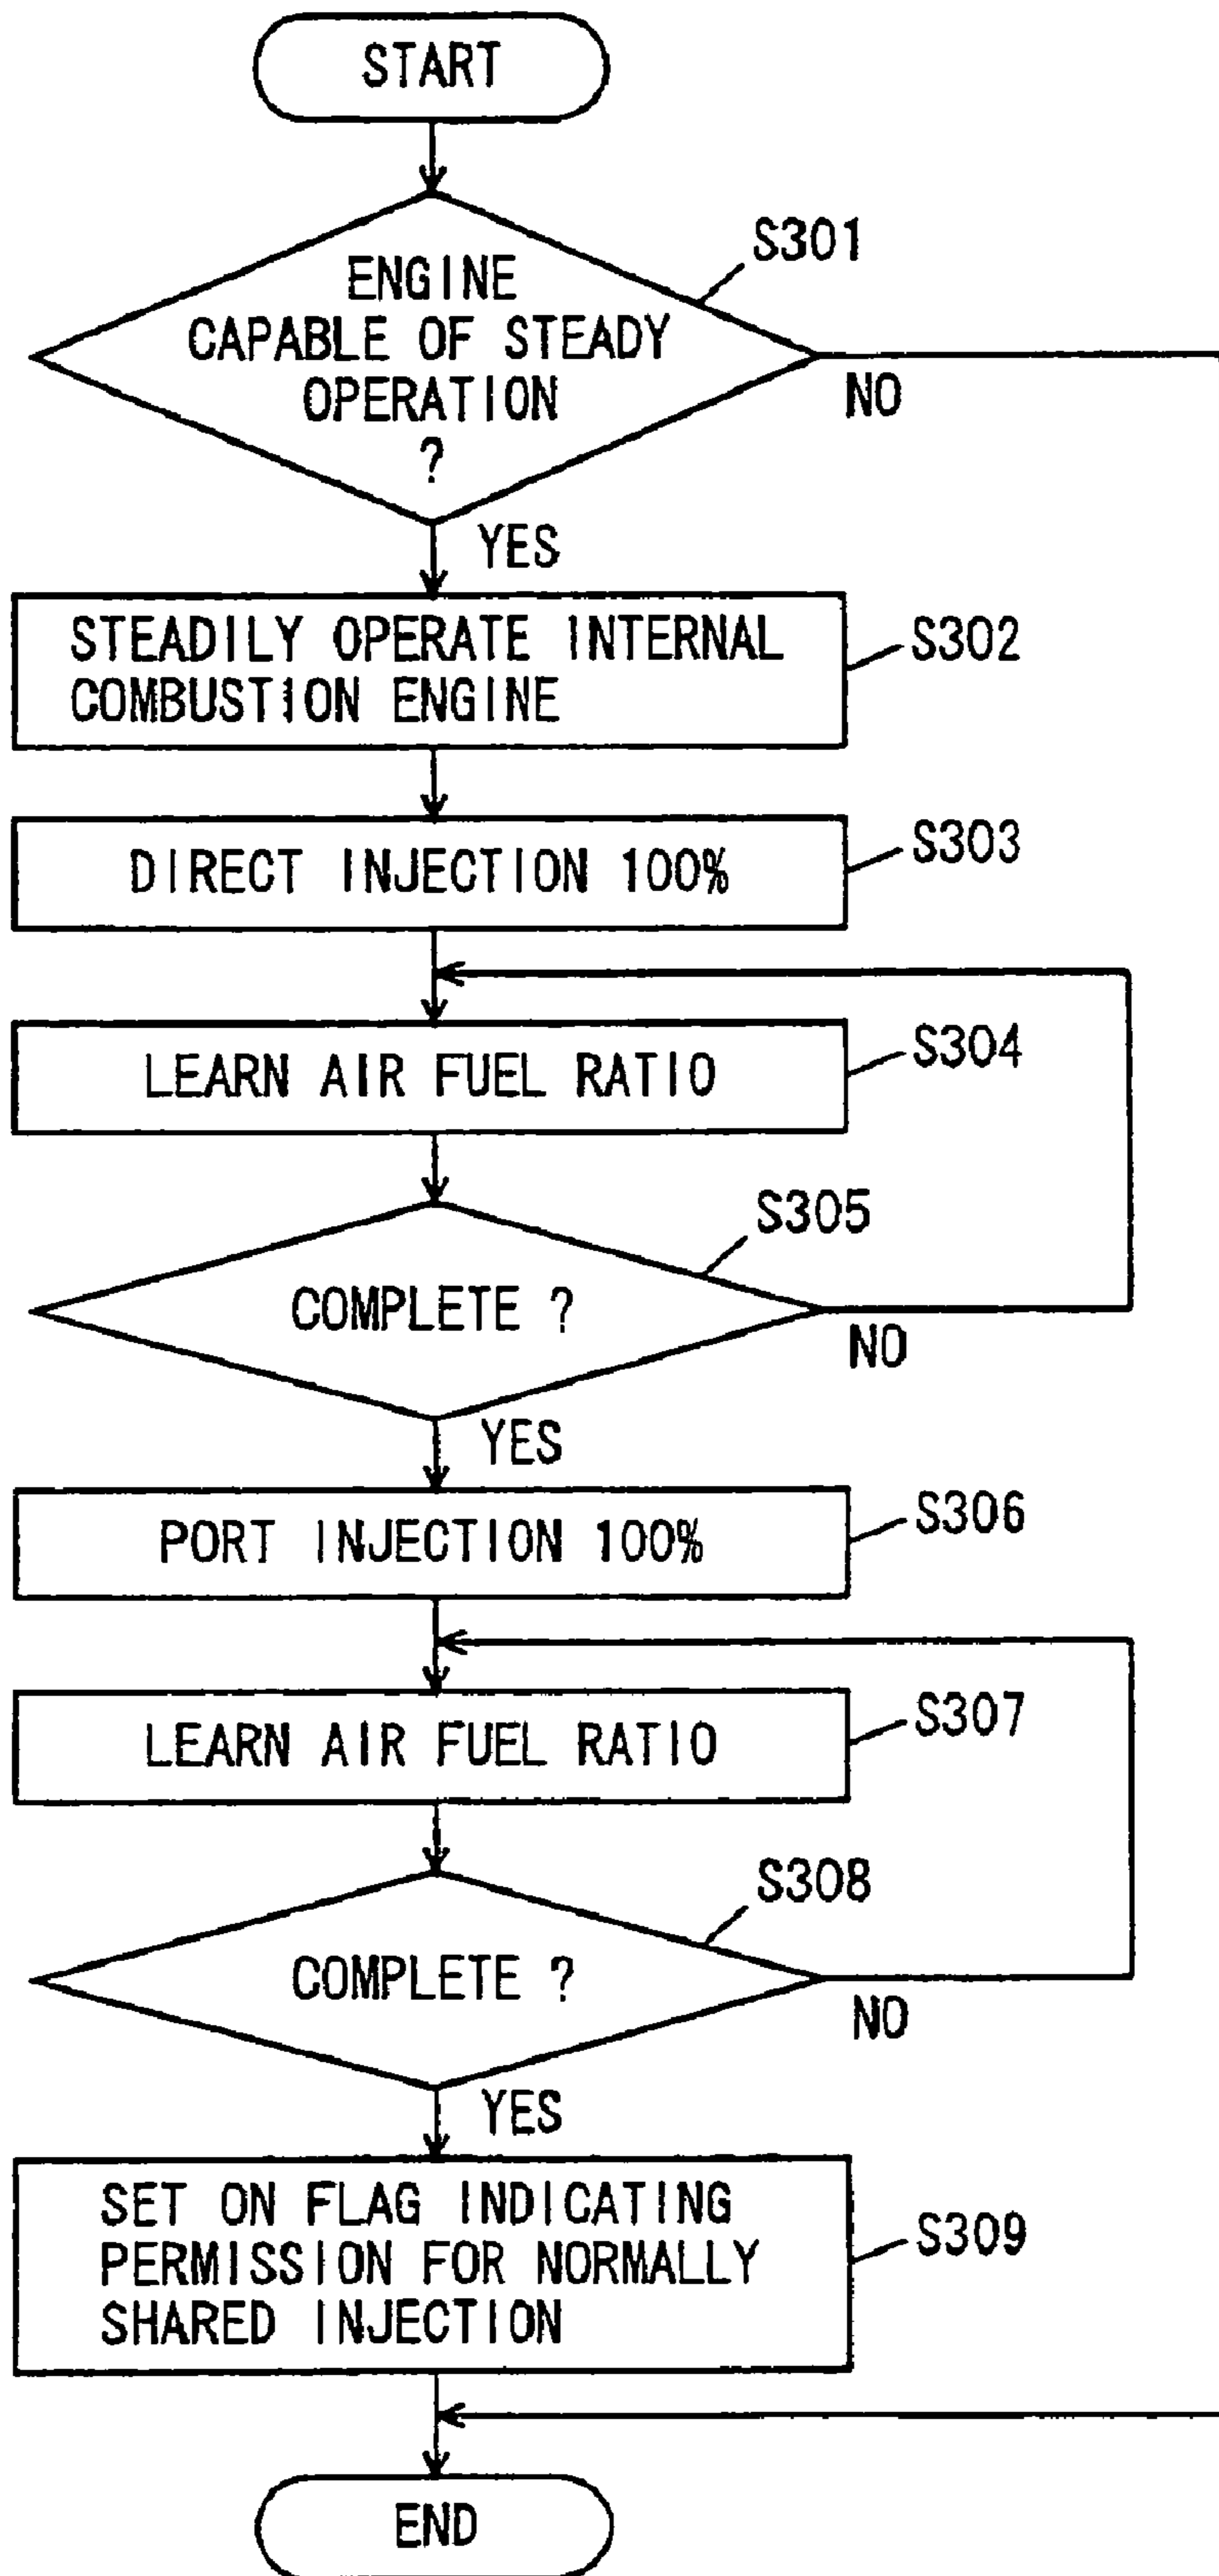 START
S301
ENGINE
CAPABLE OF STEADY
OPERATION
?
NO
YES
STEADILY OPERATE INTERNAL
COMBUSTION ENGINE
S302
DIRECT INJECTION 100%
S303
LEARN AIR FUEL RATIO
S304
S305
COMPLETE ?
NO
YES
PORT INJECTION 100%
S306
LEARN AIR FUEL RATIO
S307
S308
COMPLETE ?
NO
YES
SET ON FLAG INDICATING
PERMISSION FOR NORMALLY
SHARED INJECTION
S309
END